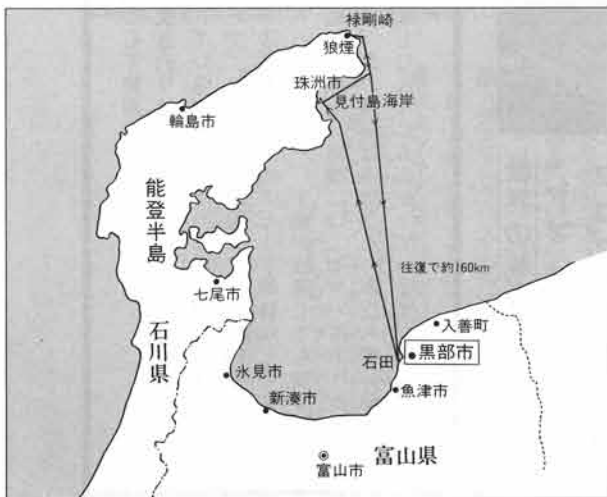 禄剛崎
狼煙
珠洲市
見付島海岸
輪島市
能登半島
往復で約160km
七尾市
入善町
石川県
石田
黒部市
氷見市
魚津市
新湊市
富山市
富山県